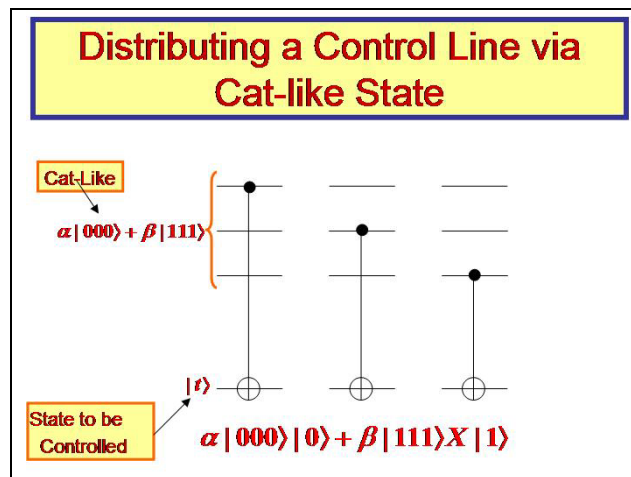 Distributing a Control Line via
Cat-like State
Cat-Like
α|000⟩ + β|111⟩
|t⟩
State to be
Controlled
α|000⟩|0⟩ + β|111⟩X|1⟩